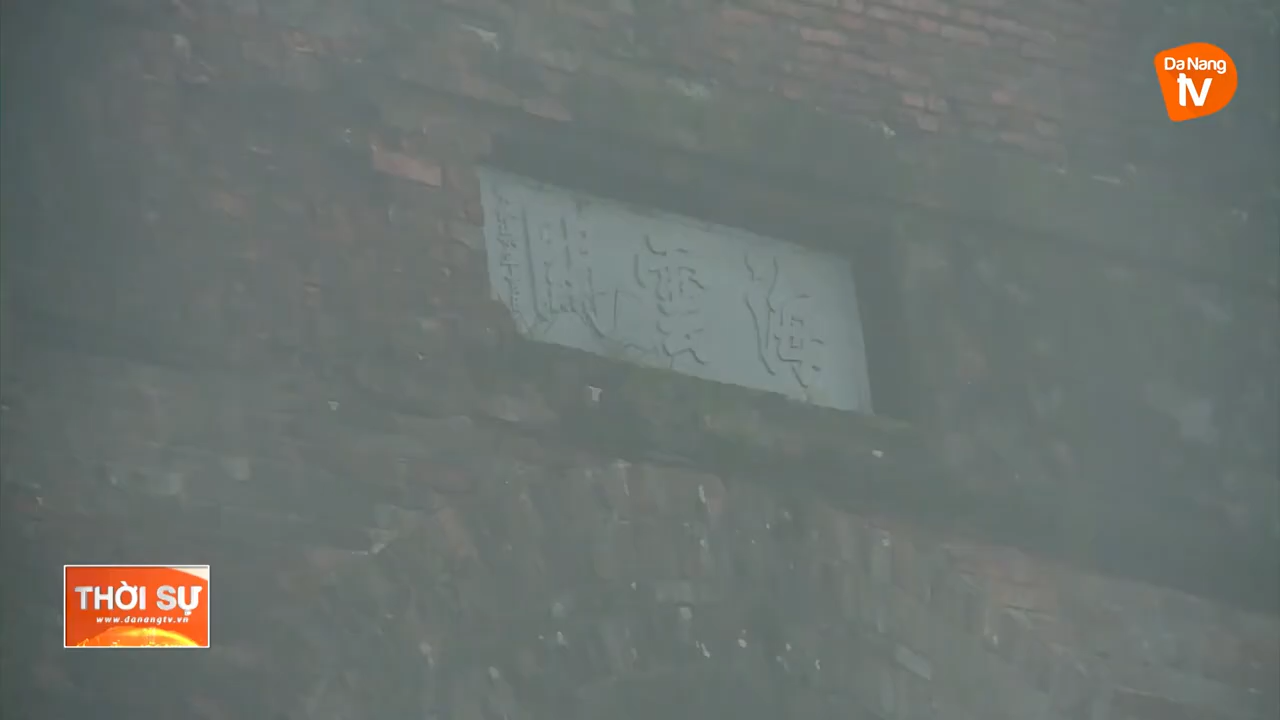 Da Nang
tv
海雲關
THỜI SỰ
www.danangtv.vn